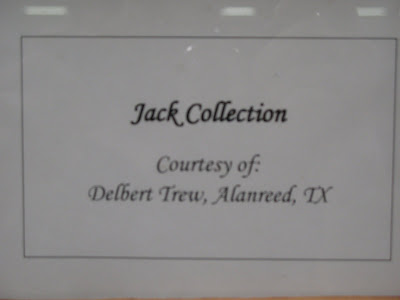 Jack Collection
Courtesy of:
Delbert Trew, Alanreed, TX